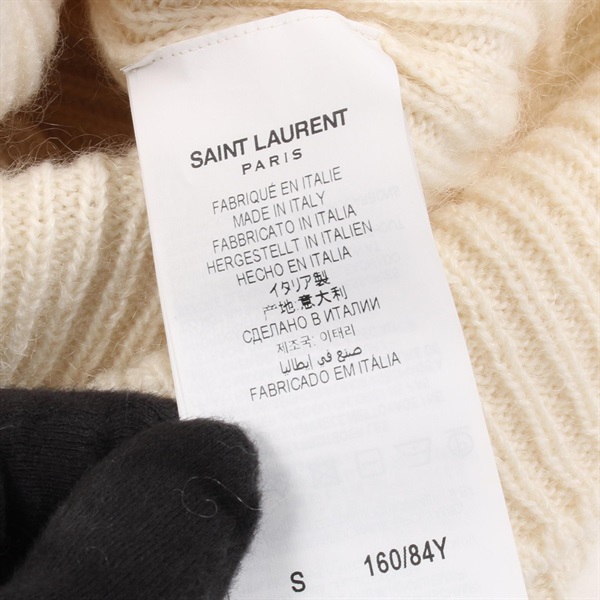 SAINT LAURENT
PARIS
FABRIQUÉ EN ITALIE
MADE IN ITALY
FABBRICATO IN ITALIA
HERGESTELLT IN ITALIEN
HECHO EN ITALIA
イタリア製
产地:意大利
СДЕЛАНО В ИТАЛИИ
제조국: 이태리
صنع في إيطاليا
FABRICADO EM ITÁLIA
S 160/84Y